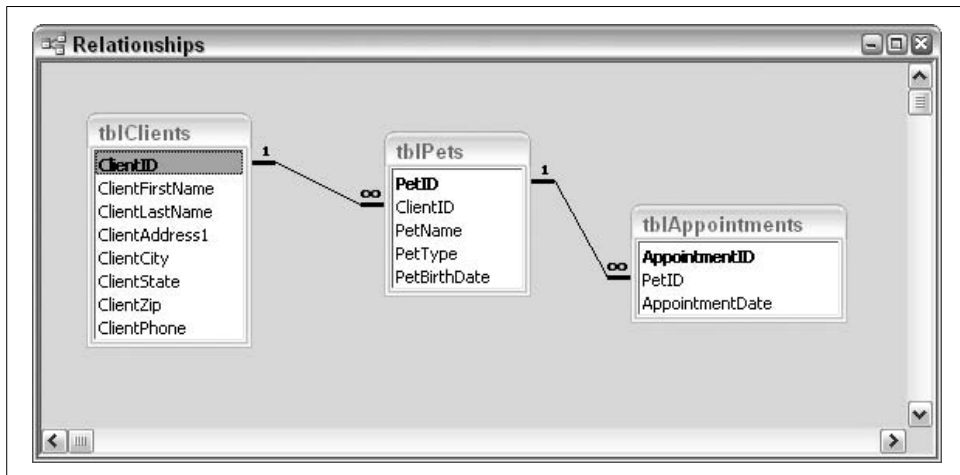 Relationships
tblClients
ClientID
ClientFirstName
ClientLastName
ClientAddress1
ClientCity
ClientState
ClientZip
ClientPhone
1
∞
tblPets
PetID
ClientID
PetName
PetType
PetBirthDate
1
∞
tblAppointments
AppointmentID
PetID
AppointmentDate